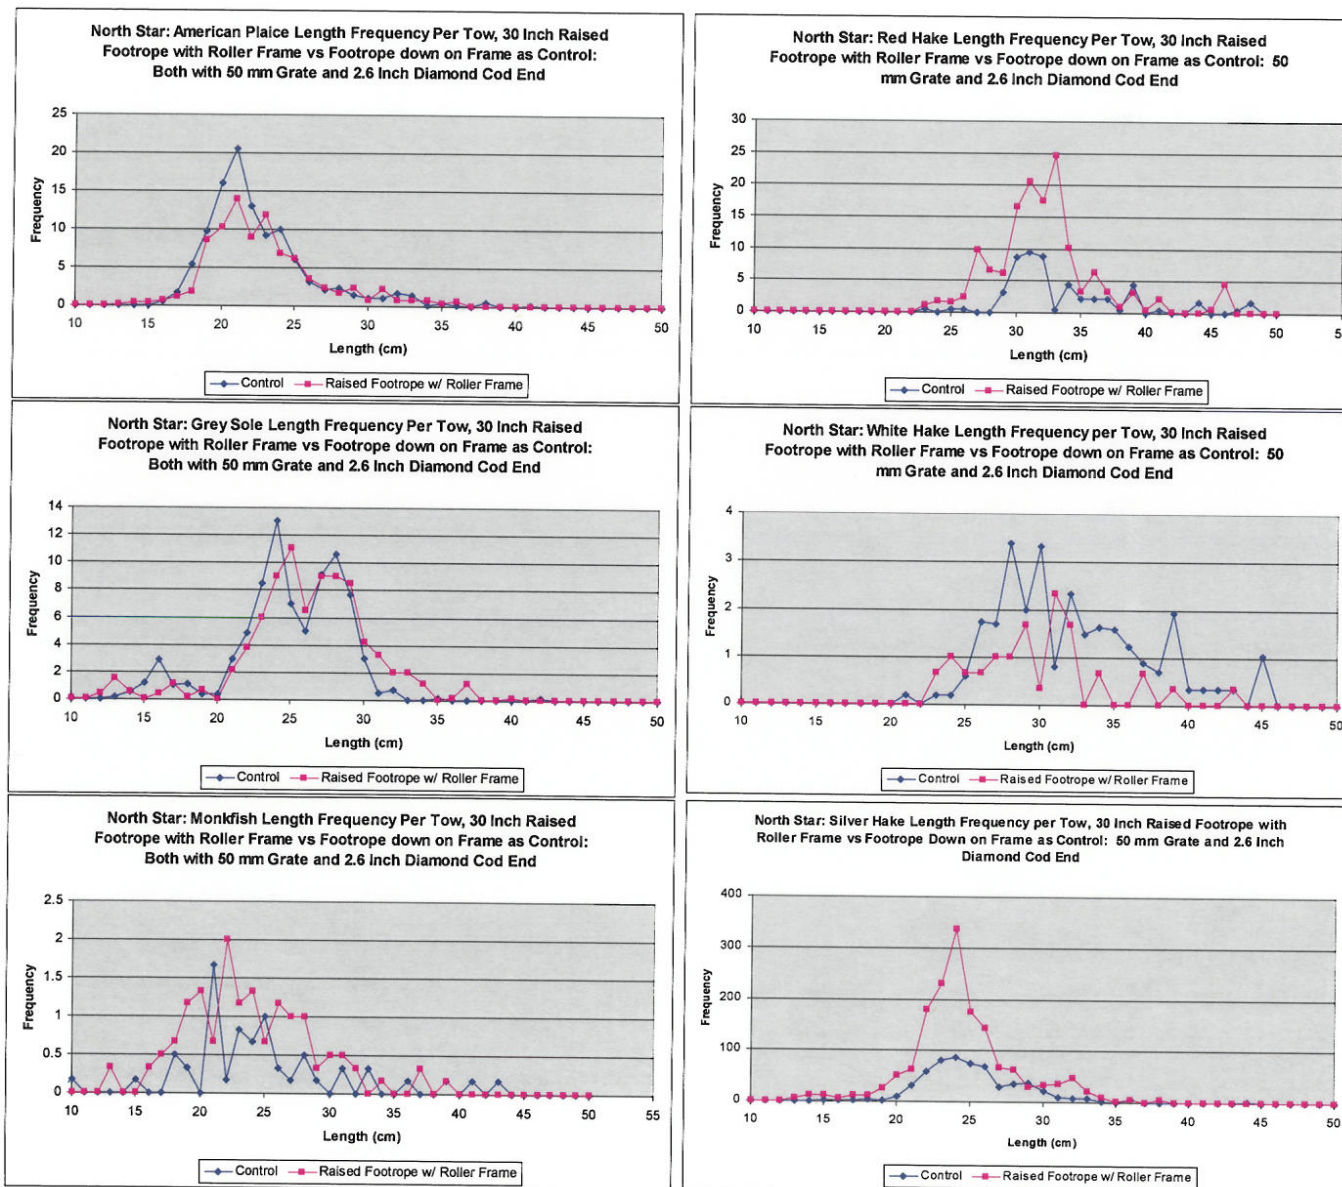 North Star: American Plaice Length Frequency Per Tow, 30 Inch Raised
Footrope with Roller Frame vs Footrope down on Frame as Control:
Both with 50 mm Grate and 2.6 Inch Diamond Cod End
25
20
15
10
5
0
Frequency
10 15 20 25 30 35 40 45 50
Length (cm)
Control Raised Footrope w/ Roller Frame
North Star: Red Hake Length Frequency Per Tow, 30 Inch Raised
Footrope with Roller Frame vs Footrope down on Frame as Control: 50
mm Grate and 2.6 Inch Diamond Cod End
30
25
20
15
10
5
0
Frequency
10 15 20 25 30 35 40 45 50 55
Length (cm)
Control Raised Footrope w/ Roller Frame
North Star: Grey Sole Length Frequency Per Tow, 30 Inch Raised
Footrope with Roller Frame vs Footrope down on Frame as Control:
Both with 50 mm Grate and 2.6 Inch Diamond Cod End
14
12
10
8
6
4
2
0
Frequency
10 15 20 25 30 35 40 45 50
Length (cm)
Control Raised Footrope w/ Roller Frame
North Star: White Hake Length Frequency per Tow, 30 Inch Raised
Footrope with Roller Frame vs Footrope down on Frame as Control: 50
mm Grate and 2.6 Inch Diamond Cod End
4
3
2
1
0
Frequency
10 15 20 25 30 35 40 45 50
Length (cm)
Control Raised Footrope w/ Roller Frame
North Star: Monkfish Length Frequency Per Tow, 30 Inch Raised
Footrope with Roller Frame vs Footrope down on Frame as Control:
Both with 50 mm Grate and 2.6 Inch Diamond Cod End
2.5
2
1.5
1
0.5
0
Frequency
10 15 20 25 30 35 40 45 50 55
Length (cm)
Control Raised Footrope w/ Roller Frame
North Star: Silver Hake Length Frequency per Tow, 30 Inch Raised Footrope with
Roller Frame vs Footrope Down on Frame as Control: 50 mm Grate and 2.6 Inch
Diamond Cod End
400
300
200
100
0
Frequency
10 15 20 25 30 35 40 45 50
Length (cm)
Control Raised Footrope w/ Roller Frame